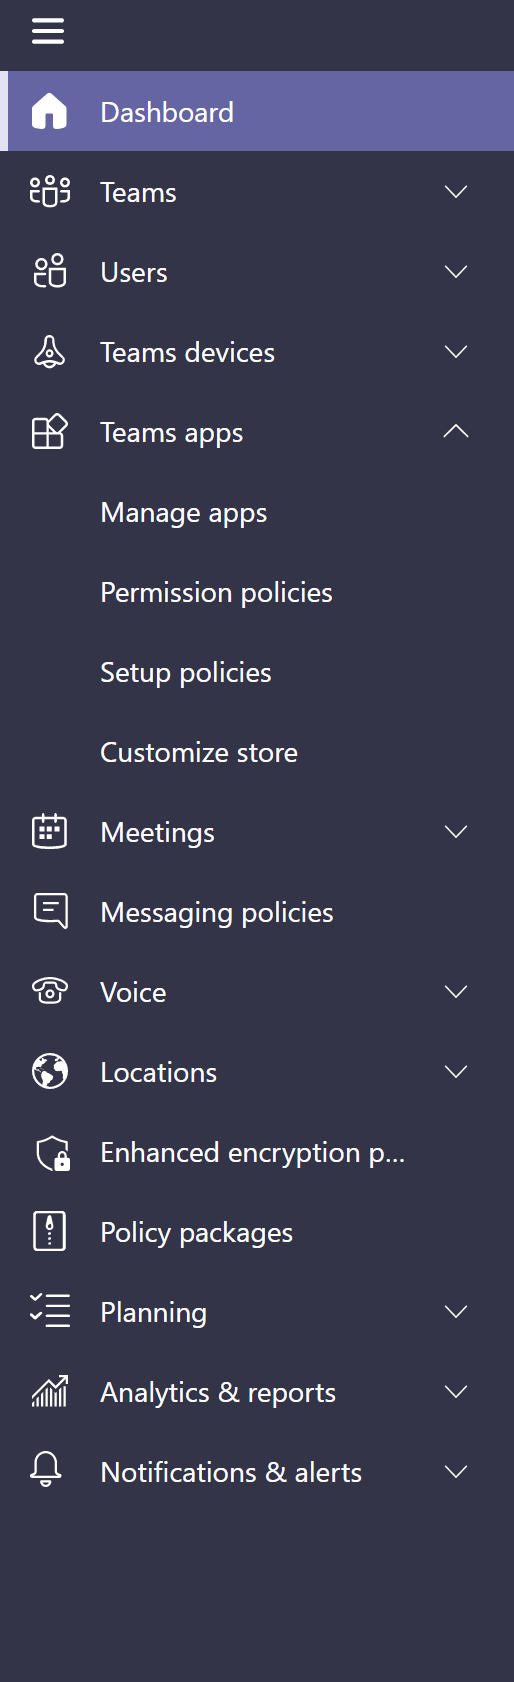 Dashboard
Teams
Users
Teams devices
Teams apps
Manage apps
Permission policies
Setup policies
Customize store
Meetings
Messaging policies
Voice
Locations
Enhanced encryption p...
Policy packages
Planning
Analytics & reports
Notifications & alerts